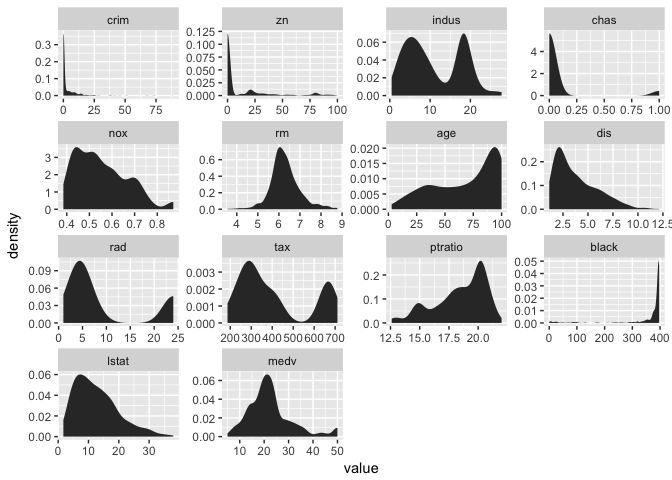 crim zn indus chas
0.3
0.2
0.1
0.0
0 25 50 75
0.125
0.100
0.075
0.050
0.025
0.000
0 25 50 75 100
0.06
0.04
0.02
0.00
0 10 20
4
2
0
0.00 0.25 0.50 0.75 1.00
nox rm age dis
3
2
1
0
0.4 0.5 0.6 0.7 0.8
0.6
0.4
0.2
0.0
4 5 6 7 8 9
0.020
0.015
0.010
0.005
0.000
0 25 50 75 100
0.2
0.1
0.0
2.5 5.0 7.5 10.0 12.5
density
rad tax ptratio black
0.09
0.06
0.03
0.00
0 5 10 15 20 25
0.003
0.002
0.001
0.000
200 300 400 500 600 700
0.2
0.1
0.0
12.5 15.0 17.5 20.0
0.05
0.04
0.03
0.02
0.01
0.00
0 100 200 300 400
lstat medv
0.06
0.04
0.02
0.00
0 10 20 30
0.06
0.04
0.02
0.00
10 20 30 40 50
value